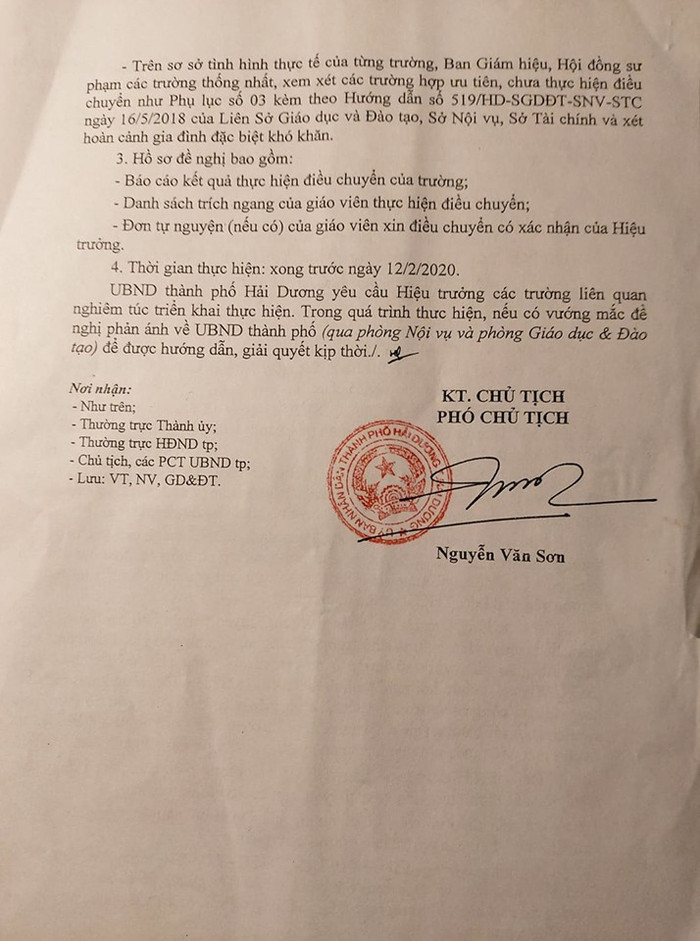 - Trên sơ sở tình hình thực tế của từng trường, Ban Giám hiệu, Hội đồng sư
phạm các trường thống nhất, xem xét các trường hợp ưu tiên, chưa thực hiện điều
chuyển như Phụ lục số 03 kèm theo Hướng dẫn số 519/HD-SGDĐT-SNV-STC
ngày 16/5/2018 của Liên Sở Giáo dục và Đào tạo, Sở Nội vụ, Sở Tài chính và xét
hoàn cảnh gia đình đặc biệt khó khăn.
3. Hồ sơ đề nghị bao gồm:
- Báo cáo kết quả thực hiện điều chuyển của trường;
- Danh sách trích ngang của giáo viên thực hiện điều chuyển;
- Đơn tự nguyện (nếu có) của giáo viên xin điều chuyển có xác nhận của Hiệu
trưởng.
4. Thời gian thực hiện: xong trước ngày 12/2/2020.
UBND thành phố Hải Dương yêu cầu Hiệu trưởng các trường liên quan
nghiêm túc triển khai thực hiện. Trong quá trình thưc hiện, nếu có vướng mắc đề
nghị phản ánh về UBND thành phố (qua phòng Nội vụ và phòng Giáo dục & Đào
tạo) để được hướng dẫn, giải quyết kịp thời./.
Nơi nhận:
- Như trên;
- Thường trực Thành ủy;
- Thường trực HĐND tp;
- Chủ tịch, các PCT UBND tp;
- Lưu: VT, NV, GD&ĐT.
KT. CHỦ TỊCH
PHÓ CHỦ TỊCH
ỦY BAN NHÂN DÂN THÀNH PHỐ HẢI DƯƠNG
Nguyễn Văn Sơn